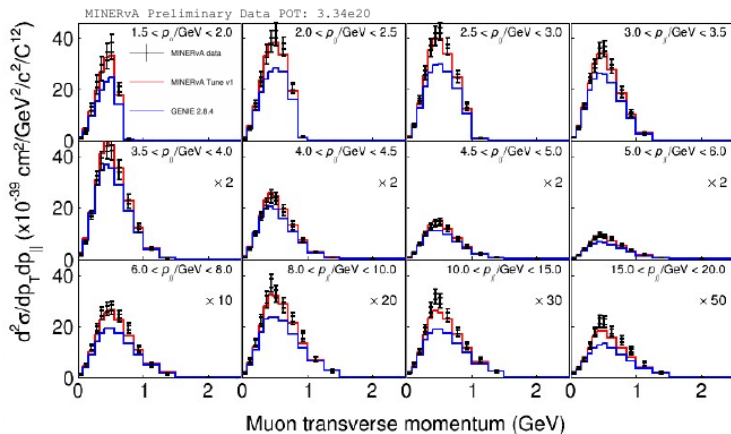 MINERvA Preliminary Data POT: 3.34e20
1.5 < p||/GeV < 2.0
2.0 < p||/GeV < 2.5
2.5 < p||/GeV < 3.0
3.0 < p||/GeV < 3.5
MINERvA data
MINERvA Tune v1
GENIE 2.8.4
40
20
0
3.5 < p||/GeV < 4.0
4.0 < p||/GeV < 4.5
4.5 < p||/GeV < 5.0
5.0 < p||/GeV < 6.0
× 2
× 2
× 2
× 2
40
20
0
6.0 < p||/GeV < 8.0
8.0 < p||/GeV < 10.0
10.0 < p||/GeV < 15.0
15.0 < p||/GeV < 20.0
× 10
× 20
× 30
× 50
40
20
0
0 1 2 0 1 2 0 1 2 0 1 2
d²σ/dp_T dp_|| (x10⁻³⁹ cm²/GeV²/c²/C¹²)
Muon transverse momentum (GeV)